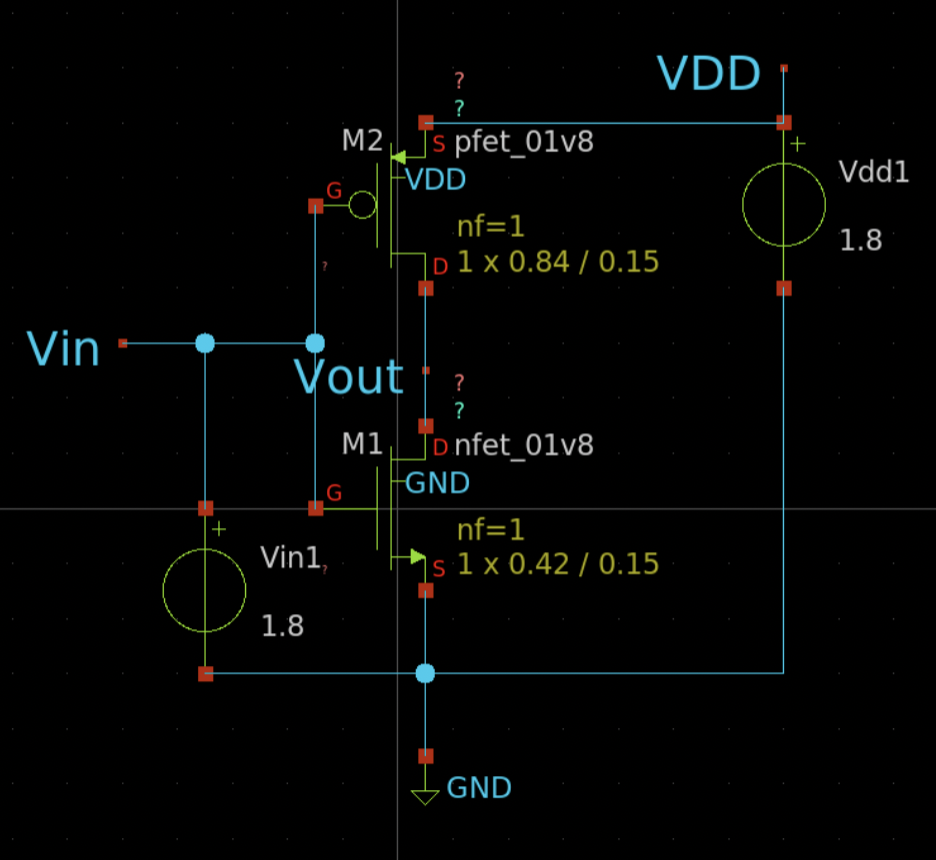 VDD
?
?
M2
S
pfet_01v8
+
Vdd1
VDD
G
nf=1
1.8
D
1 x 0.84 / 0.15
?
Vin
Vout
?
?
M1
D
nfet_01v8
GND
G
+
nf=1
Vin1
?
S
1 x 0.42 / 0.15
1.8
GND